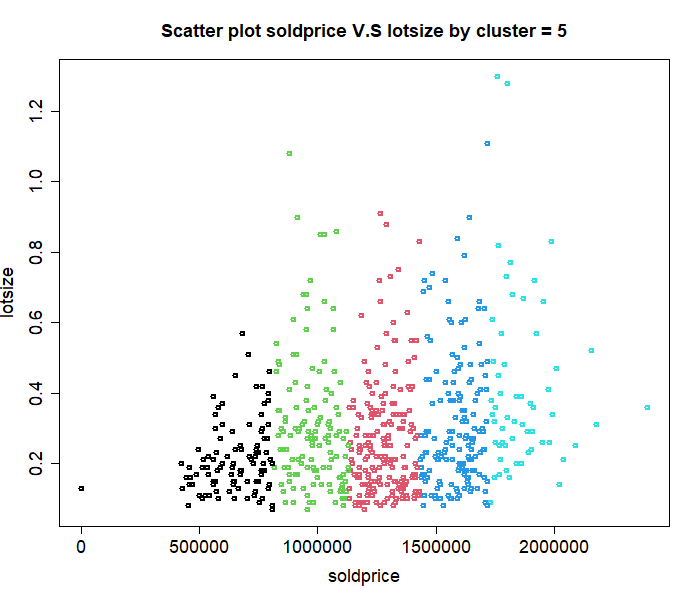 Scatter plot soldprice V.S lotsize by cluster = 5
lotsize
1.2
1.0
0.8
0.6
0.4
0.2
0 500000 1000000 1500000 2000000
soldprice